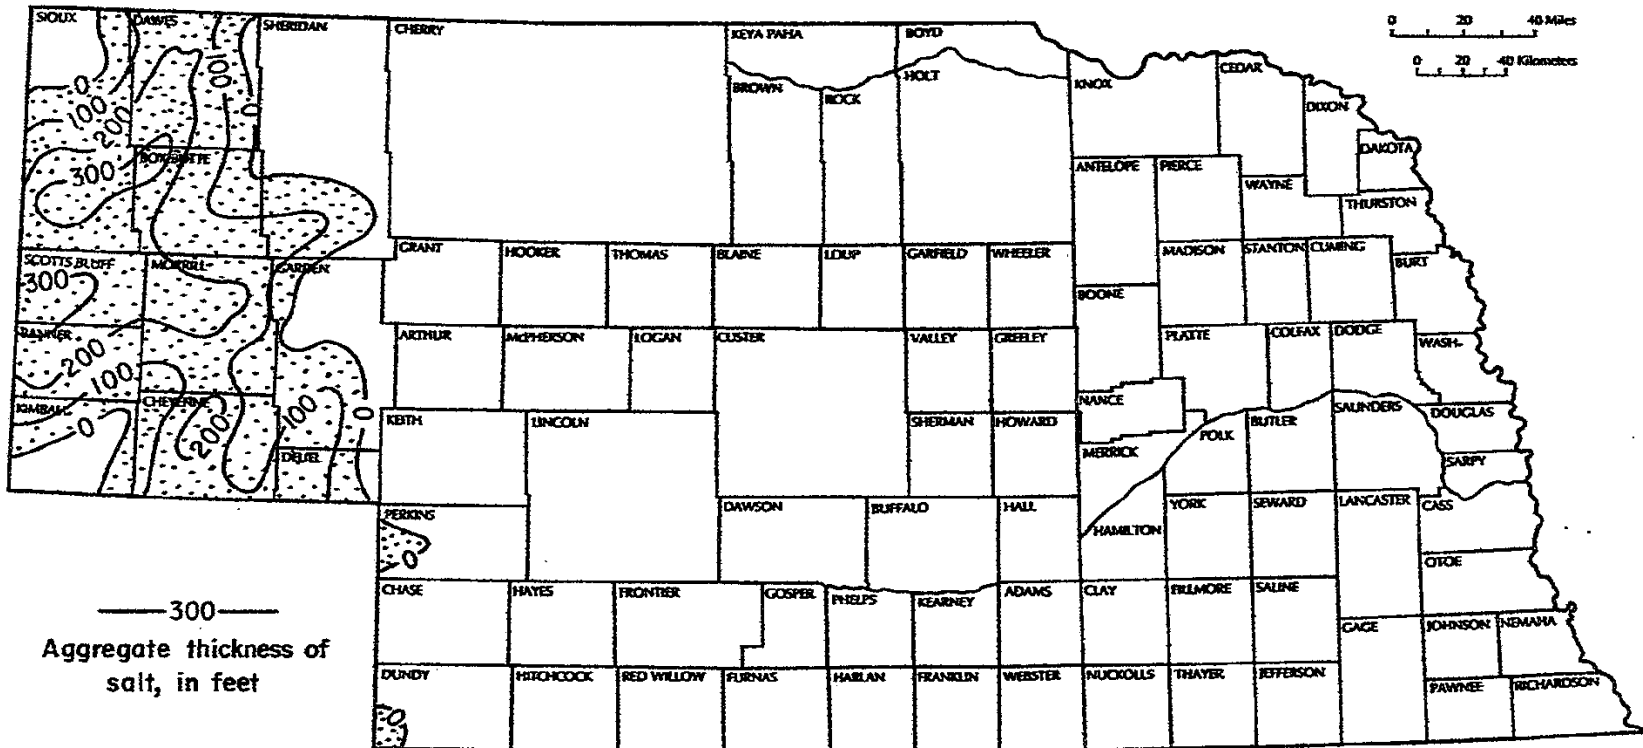 SIOUX DAWES SHERIDAN CHERRY KEYA PAHA BOYD
0 20 40 Miles
0 20 40 Kilometers
KNOX CEDAR
BROWN ROCK HOLT
DIXON
DAKOTA
0 100 200 300
100 0
BOX BUTTE
ANTELOPE PIERCE
WAYNE
THURSTON
SCOTTS BLUFF MORRILL GARDEN
GRANT HOOKER THOMAS BLAINE LOUP GARFIELD WHEELER
MADISON STANTON CUMING
BURT
300
BOONE
BANNER
ARTHUR McPHERSON LOGAN CUSTER VALLEY GREELEY
PLATTE COLFAX DODGE
WASH-
200
100
0
KIMBALL CHEYENNE
200 100 0
NANCE
KEITH LINCOLN SHERMAN HOWARD
MERRICK POLK BUTLER SAUNDERS DOUGLAS
DEUEL
SARPY
PERKINS
0
DAWSON BUFFALO HALL
HAMILTON YORK SEWARD LANCASTER CASS
OTOE
CHASE HAYES FRONTIER GOSPER PHELPS KEARNEY ADAMS CLAY FILLMORE SALINE
GAGE JOHNSON NEMAHA
300
Aggregate thickness of
salt, in feet
DUNDY HITCHCOCK RED WILLOW FURNAS HARLAN FRANKLIN WEBSTER NUCKOLLS THAYER JEFFERSON
PAWNEE RICHARDSON
0